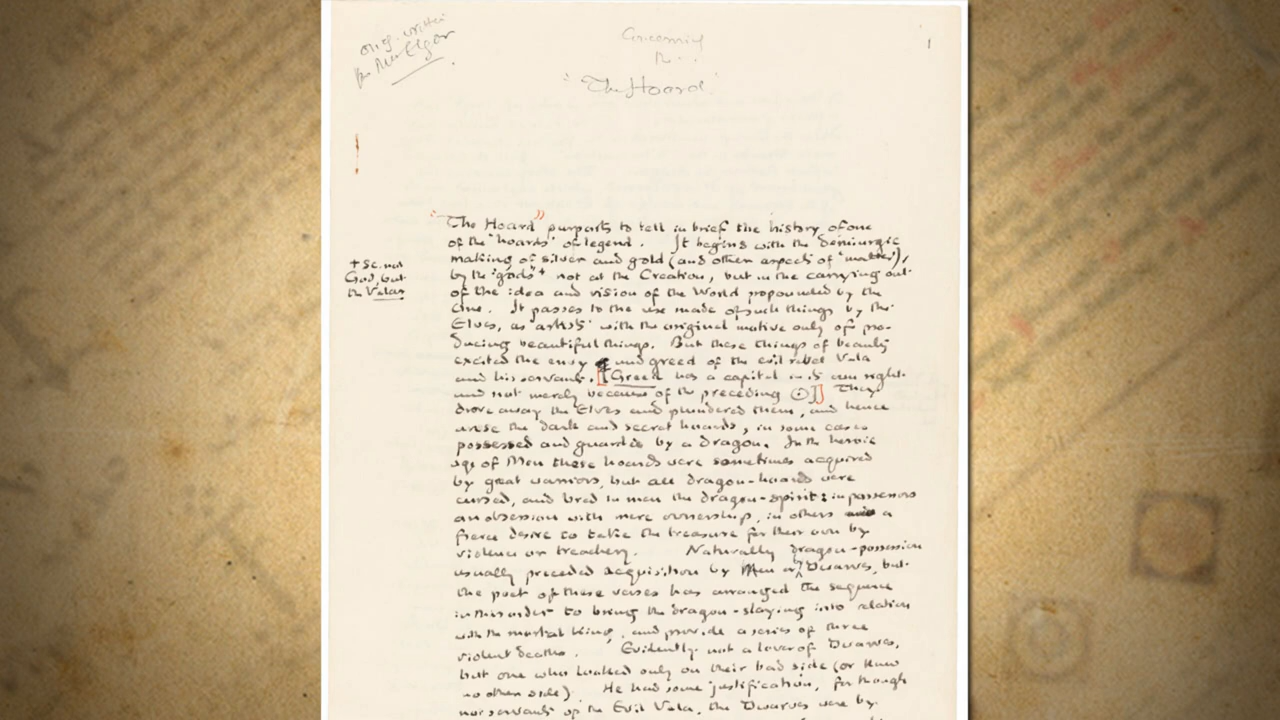 orig. written
for Mr Elgar
Concerning
"The Hoard"
1
"The Hoard" purports to tell in brief the history of one
of the 'hoards' of legend. It begins with the demiurgic
making of silver and gold (and other aspects of 'matter'),
by the 'gods'+ not at the Creation, but in the carrying out
+ sc. not
God, but
the Valar
of the idea and vision of the World propounded by the
One. It passes to the use made of such things by the
Elves, as 'artists' with the original motive only of pro-
ducing beautiful things. But these things of beauty
excited the envy and greed of the evil rebel Vala
and his servants. [Greed has a capital in its own right
and not merely because of the preceding ⊙] They
drove away the Elves and plundered them, and hence
arose the dark and secret hoards, in some cases
possessed and guarded by a dragon. In the heroic
age of Men these hoards were sometimes acquired
by great warriors, but all dragon-hoards were
cursed, and bred in men the dragon-spirit: in possessors
an obsession with mere ownership, in others a
fierce desire to take the treasure for their own by
violence or treachery. Naturally dragon-possession
usually preceded acquisition by Men or Dwarves, but
the poet of these verses has arranged the sequence
in this order to bring the dragon-slaying into relation
with the mortal King, and provide a series of three
violent deaths. Evidently not a lover of Dwarves,
but one who looked only on their bad side (or knew
no other side). He had some justification, for though
not servants of the Evil Vala, the Dwarves were by